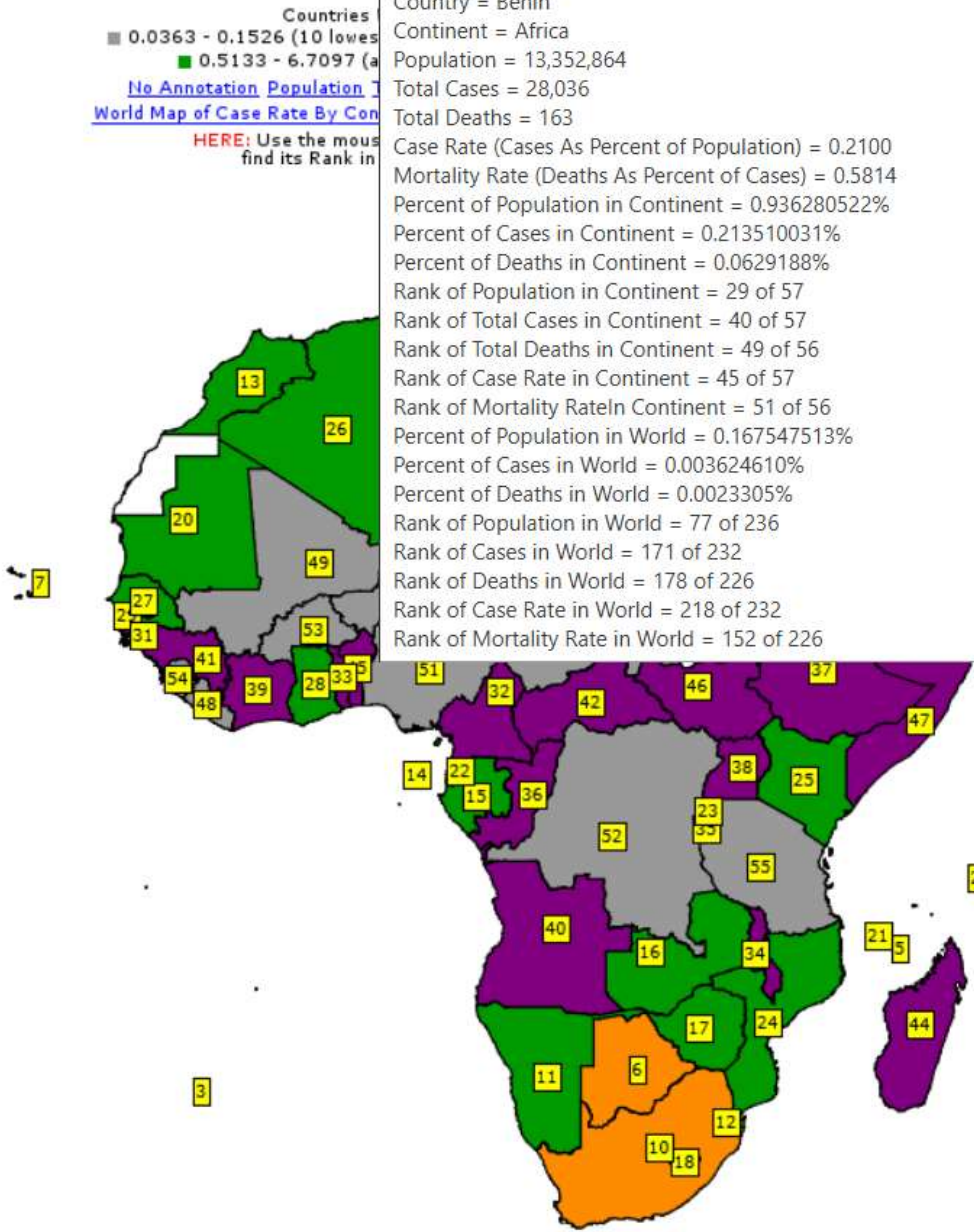 Countries
0.0363 - 0.1526 (10 lowes
0.5133 - 6.7097 (a
No Annotation Population T
World Map of Case Rate By Con
HERE: Use the mous
find its Rank in
Country = Benin
Continent = Africa
Population = 13,352,864
Total Cases = 28,036
Total Deaths = 163
Case Rate (Cases As Percent of Population) = 0.2100
Mortality Rate (Deaths As Percent of Cases) = 0.5814
Percent of Population in Continent = 0.936280522%
Percent of Cases in Continent = 0.213510031%
Percent of Deaths in Continent = 0.0629188%
Rank of Population in Continent = 29 of 57
Rank of Total Cases in Continent = 40 of 57
Rank of Total Deaths in Continent = 49 of 56
Rank of Case Rate in Continent = 45 of 57
Rank of Mortality RateIn Continent = 51 of 56
Percent of Population in World = 0.167547513%
Percent of Cases in World = 0.003624610%
Percent of Deaths in World = 0.0023305%
Rank of Population in World = 77 of 236
Rank of Cases in World = 171 of 232
Rank of Deaths in World = 178 of 226
Rank of Case Rate in World = 218 of 232
Rank of Mortality Rate in World = 152 of 226
13
26
20
49
7
27
31
53
41
54
48
39
28
33
5
51
32
42
46
37
47
14
22
15
36
38
25
23
35
52
55
40
16
34
21
5
44
24
17
11
6
3
12
10
18